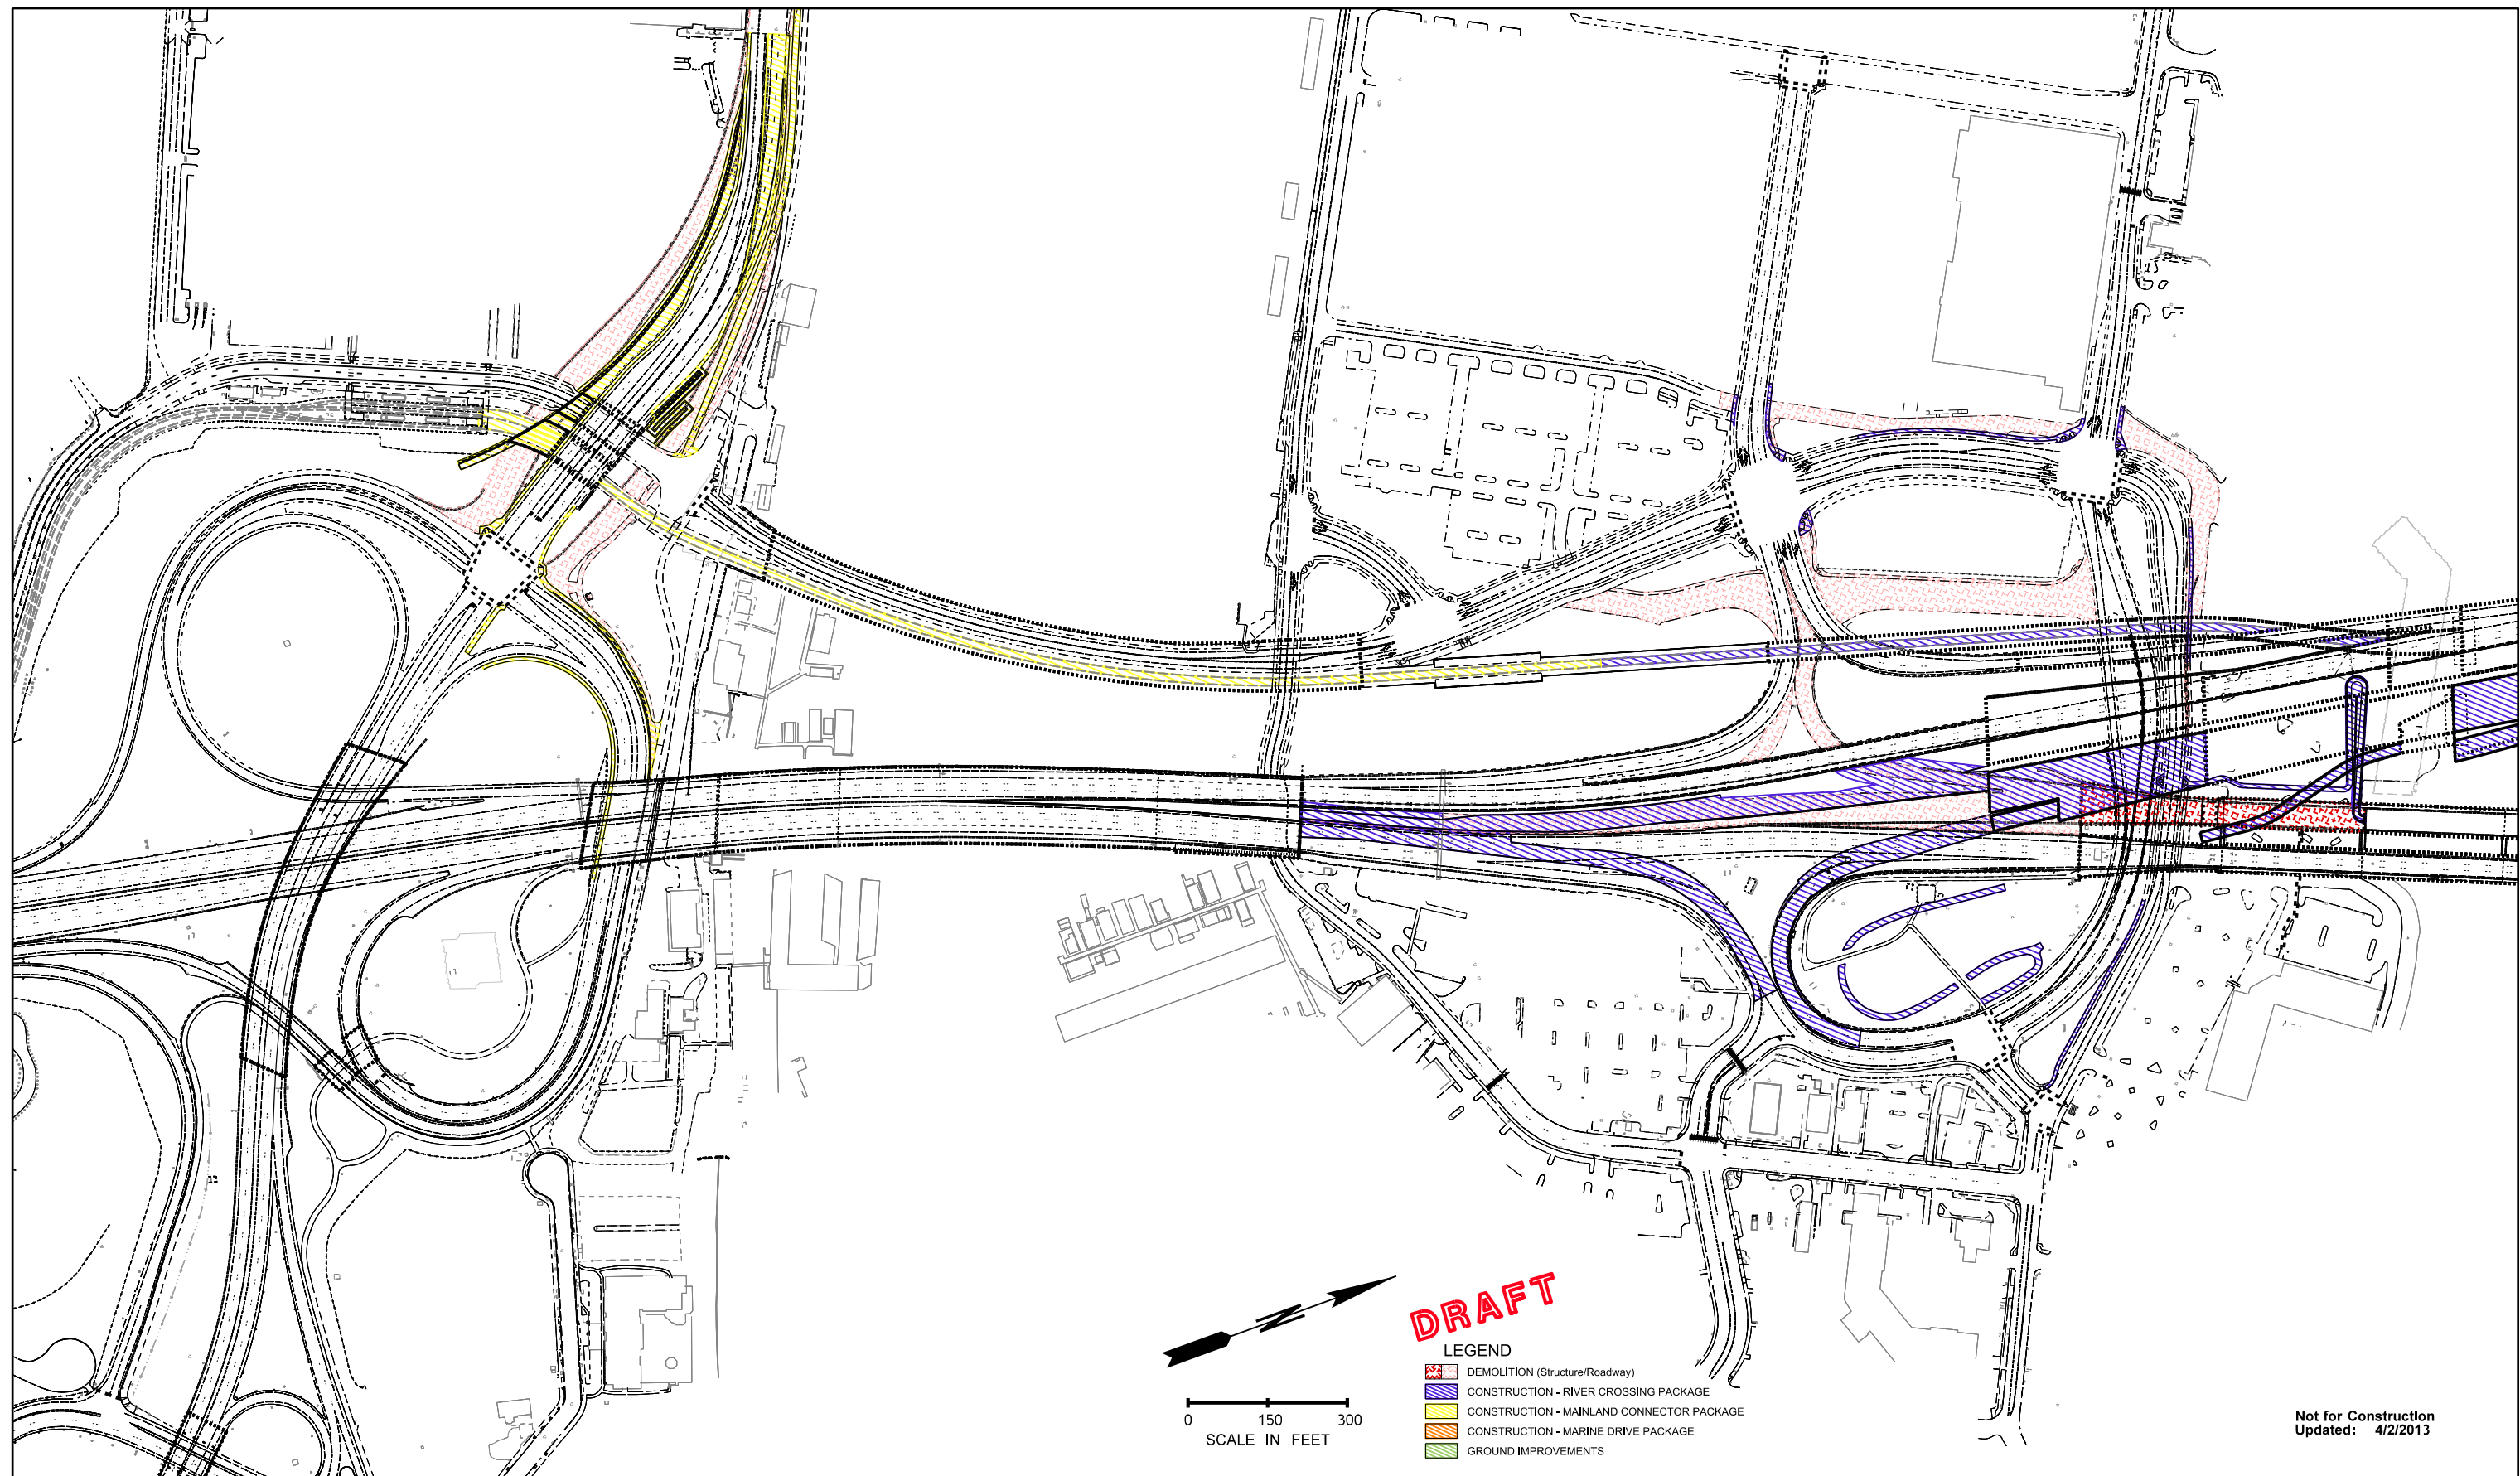 DRAFT
LEGEND
DEMOLITION (Structure/Roadway)
CONSTRUCTION - RIVER CROSSING PACKAGE
CONSTRUCTION - MAINLAND CONNECTOR PACKAGE
CONSTRUCTION - MARINE DRIVE PACKAGE
GROUND IMPROVEMENTS
N
0 150 300
SCALE IN FEET
Not for Construction
Updated: 4/2/2013